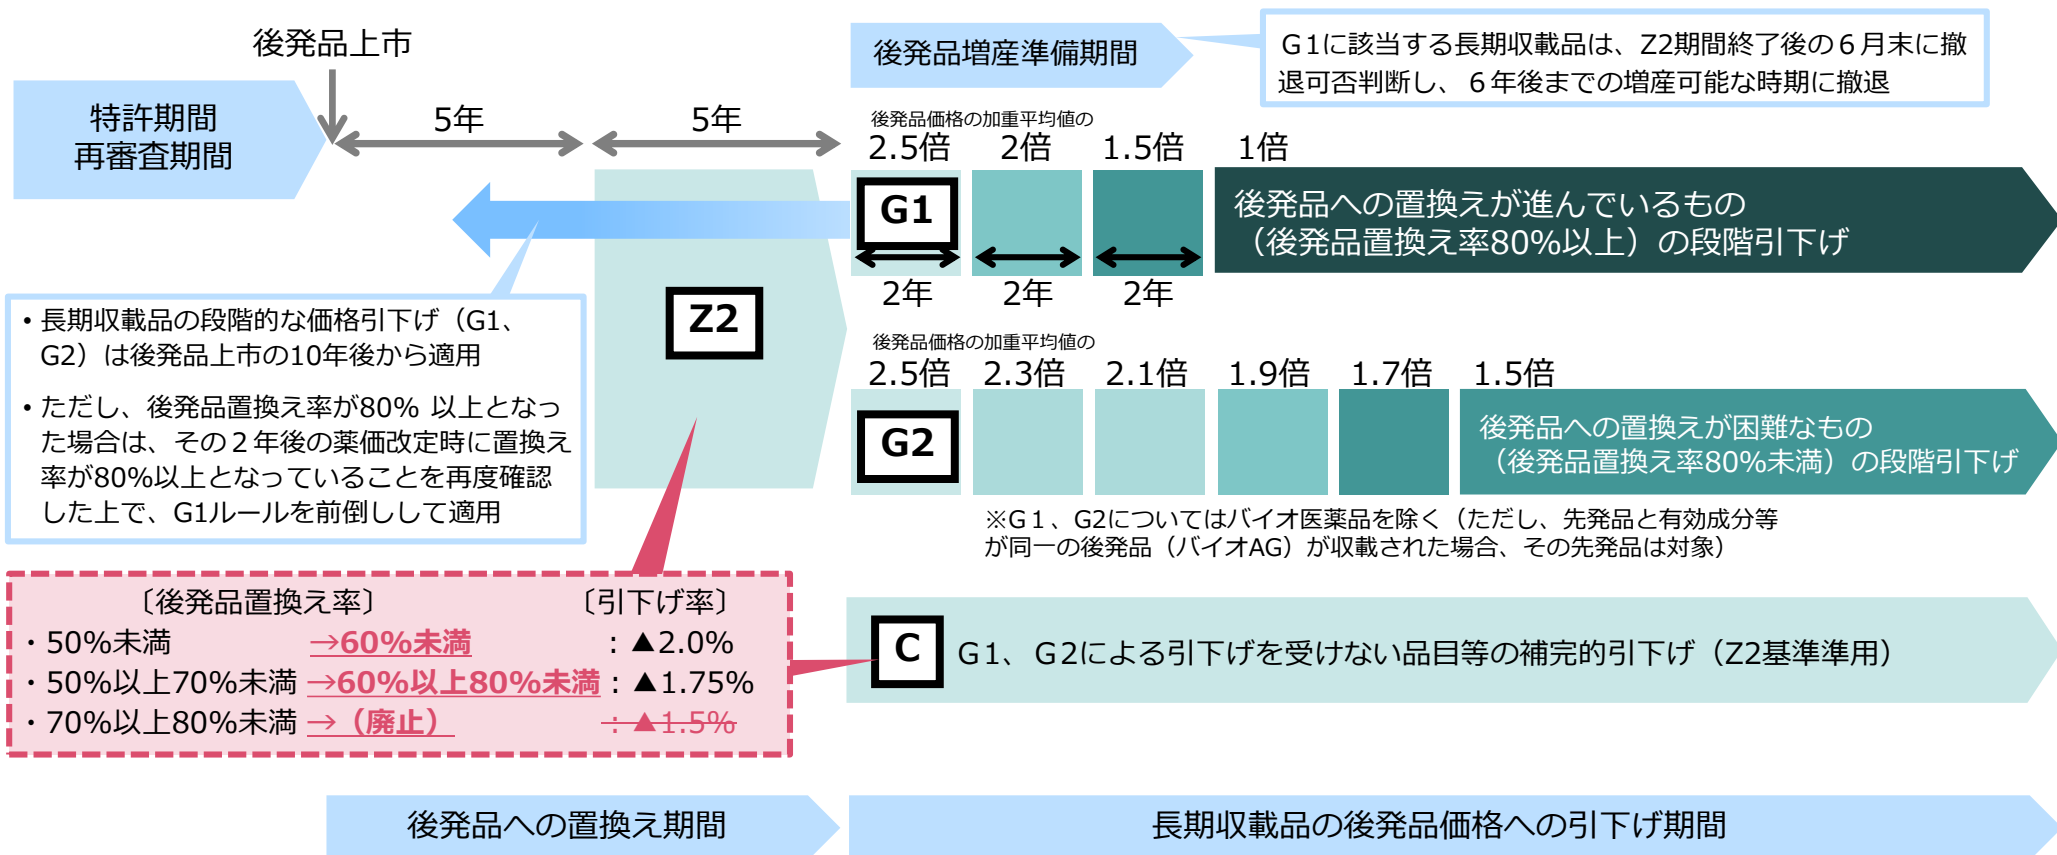 後発品上市
特許期間
再審査期間
5年
5年
後発品増産準備期間
G1に該当する長期収載品は、Z2期間終了後の６月末に撤
退可否判断し、６年後までの増産可能な時期に撤退
後発品価格の加重平均値の
2.5倍 2倍 1.5倍 1倍
G1
後発品への置換えが進んでいるもの
（後発品置換え率80%以上）の段階引下げ
2年 2年 2年
Z2
・長期収載品の段階的な価格引下げ（G1、
G2）は後発品上市の10年後から適用
・ただし、後発品置換え率が80% 以上となっ
た場合は、その２年後の薬価改定時に置換え
率が80%以上となっていることを再度確認
した上で、G1ルールを前倒しして適用
後発品価格の加重平均値の
2.5倍 2.3倍 2.1倍 1.9倍 1.7倍 1.5倍
G2
後発品への置換えが困難なもの
（後発品置換え率80%未満）の段階引下げ
※G１、G2についてはバイオ医薬品を除く（ただし、先発品と有効成分等
が同一の後発品（バイオAG）が収載された場合、その先発品は対象）
〔後発品置換え率〕 〔引下げ率〕
・50%未満 →60%未満 : ▲2.0%
・50%以上70%未満 →60%以上80%未満 : ▲1.75%
・70%以上80%未満 →（廃止） : ▲1.5%
C
Ｇ1、Ｇ2による引下げを受けない品目等の補完的引下げ（Z2基準準用）
後発品への置換え期間
長期収載品の後発品価格への引下げ期間